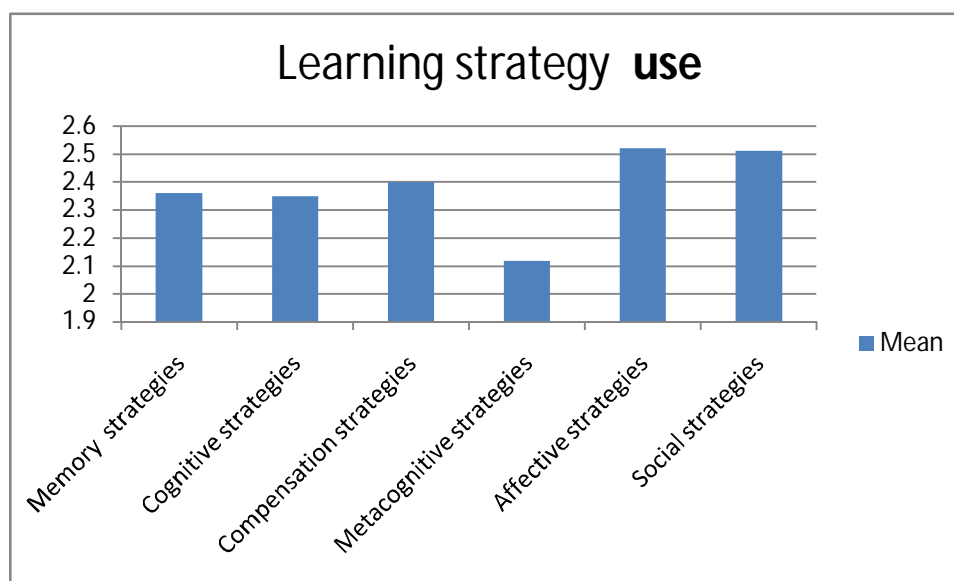 Learning strategy use
2.6
2.5
2.4
2.3
2.2
2.1
2
1.9
Mean
Memory strategies
Cognitive strategies
Compensation strategies
Metacognitive strategies
Affective strategies
Social strategies